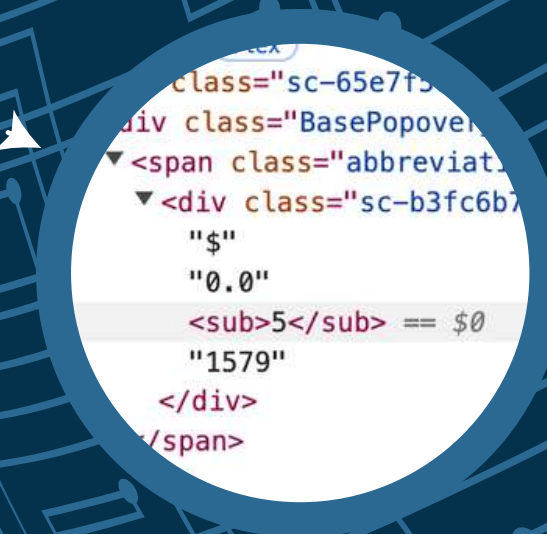 class="sc-65e7f5
div class="BasePopover
▼ <span class="abbreviati
▼ <div class="sc-b3fc6b7
"$"
"0.0"
<sub>5</sub> == $0
"1579"
</div>
/span>